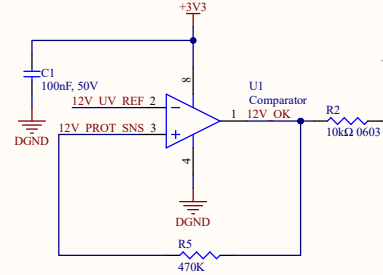 +3V3
C1
100nF, 50V
DGND
12V_UV_REF 2
12V_PROT_SNS 3
8
4
U1
Comparator
1 12V_OK
R2
10kΩ 0603
DGND
R5
470K